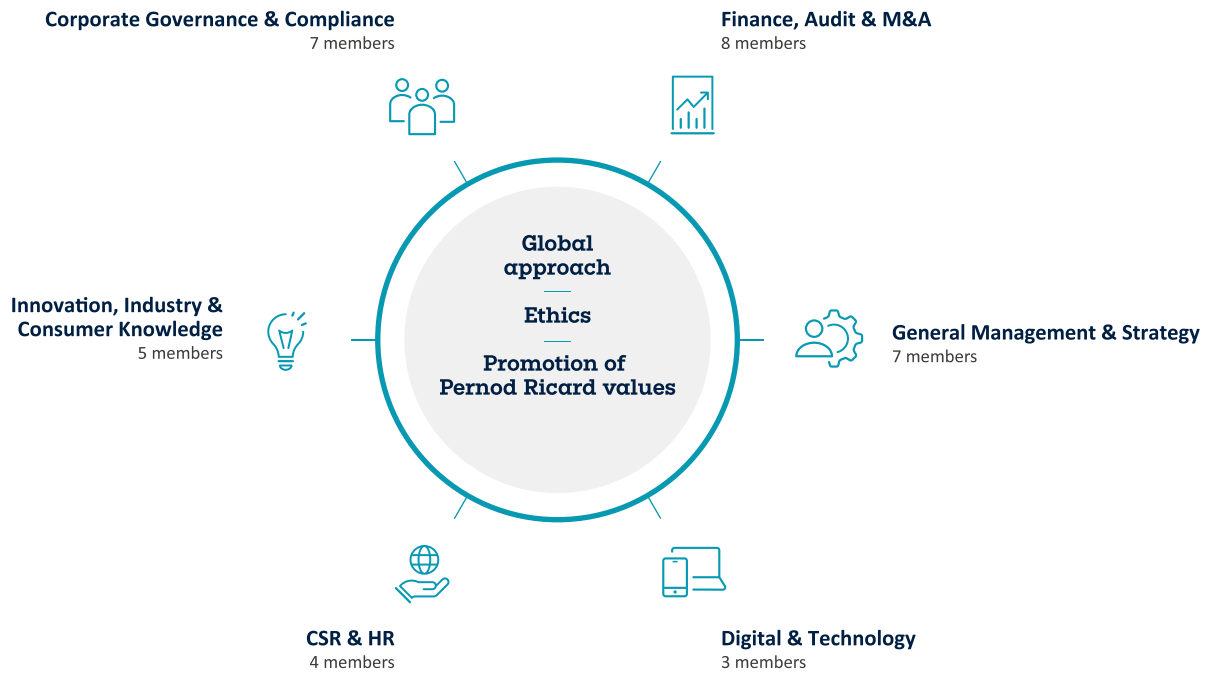 Corporate Governance & Compliance
7 members
Finance, Audit & M&A
8 members
Global
approach
Ethics
Promotion of
Pernod Ricard values
Innovation, Industry &
Consumer Knowledge
5 members
General Management & Strategy
7 members
CSR & HR
4 members
Digital & Technology
3 members